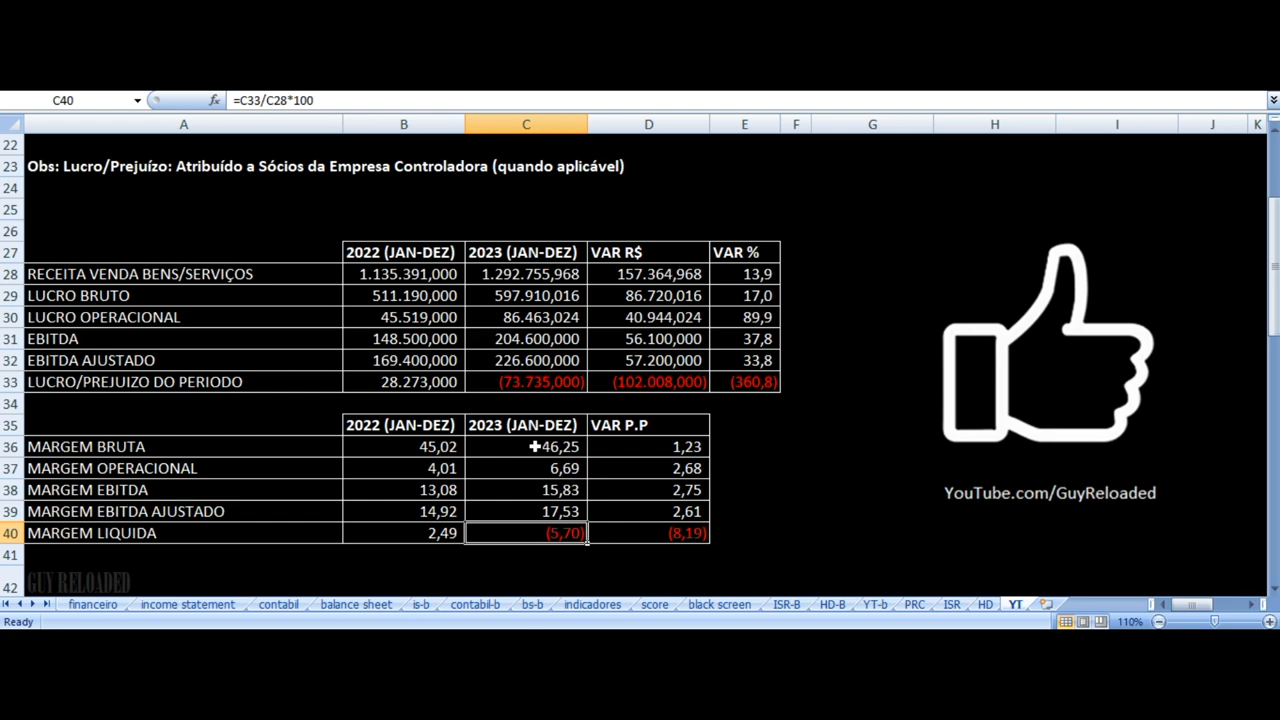 C40 fx =C33/C28*100
A B C D E F G H I J K
22
23 Obs: Lucro/Prejuízo: Atribuído a Sócios da Empresa Controladora (quando aplicável)
24
25
26
27 2022 (JAN-DEZ) 2023 (JAN-DEZ) VAR R$ VAR %
28 RECEITA VENDA BENS/SERVIÇOS 1.135.391,000 1.292.755,968 157.364,968 13,9
29 LUCRO BRUTO 511.190,000 597.910,016 86.720,016 17,0
30 LUCRO OPERACIONAL 45.519,000 86.463,024 40.944,024 89,9
31 EBITDA 148.500,000 204.600,000 56.100,000 37,8
32 EBITDA AJUSTADO 169.400,000 226.600,000 57.200,000 33,8
33 LUCRO/PREJUIZO DO PERIODO 28.273,000 (73.735,000) (102.008,000) (360,8)
34
35 2022 (JAN-DEZ) 2023 (JAN-DEZ) VAR P.P
36 MARGEM BRUTA 45,02 46,25 1,23
37 MARGEM OPERACIONAL 4,01 6,69 2,68
38 MARGEM EBITDA 13,08 15,83 2,75
39 MARGEM EBITDA AJUSTADO 14,92 17,53 2,61
40 MARGEM LIQUIDA 2,49 (5,70) (8,19)
41
42 GUY RELOADED
YouTube.com/GuyReloaded
financeiro income statement contabil balance sheet is-b contabil-b bs-b indicadores score black screen ISR-B HD-B YT-b PRC ISR HD YT
Ready 110%